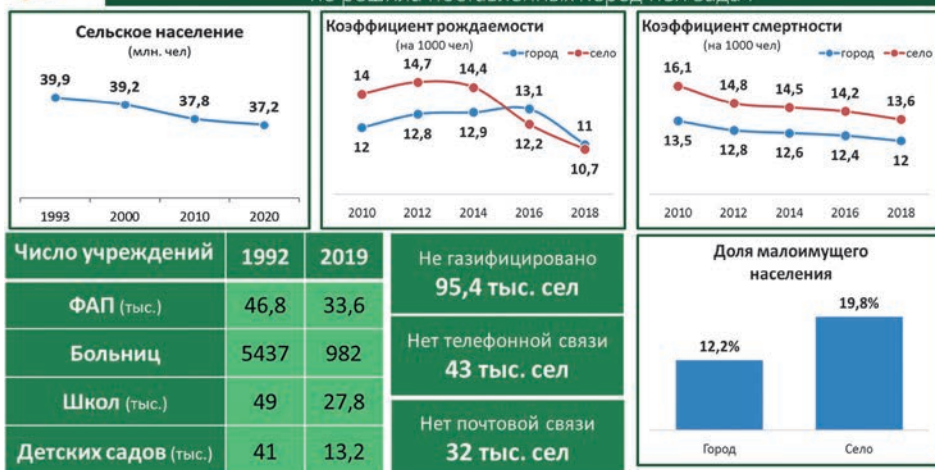 Сельское население
(млн. чел)
39,9
39,2
37,8
37,2
1993 2000 2010 2020
Коэффициент рождаемости
(на 1000 чел)
город село
14
14,7
14,4
13,1
11
12
12,8
12,9
12,2
10,7
2010 2012 2014 2016 2018
Коэффициент смертности
(на 1000 чел)
город село
16,1
14,8
14,5
14,2
13,6
13,5
12,8
12,6
12,4
12
2010 2012 2014 2016 2018
Число учреждений 1992 2019
ФАП (тыс.) 46,8 33,6
Больниц 5437 982
Школ (тыс.) 49 27,8
Детских садов (тыс.) 41 13,2
Не газифицировано
95,4 тыс. сел
Нет телефонной связи
43 тыс. сел
Нет почтовой связи
32 тыс. сел
Доля малоимущего
населения
12,2%
19,8%
Город Село